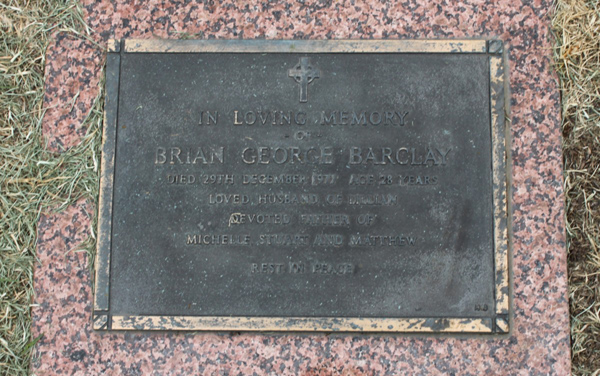 IN LOVING MEMORY
OF
BRIAN GEORGE BARCLAY
DIED 29TH DECEMBER 1977 AGE 28 YEARS
LOVED HUSBAND OF
DEVOTED FATHER OF
MICHELLE STUART AND MATTHEW
REST IN PEACE